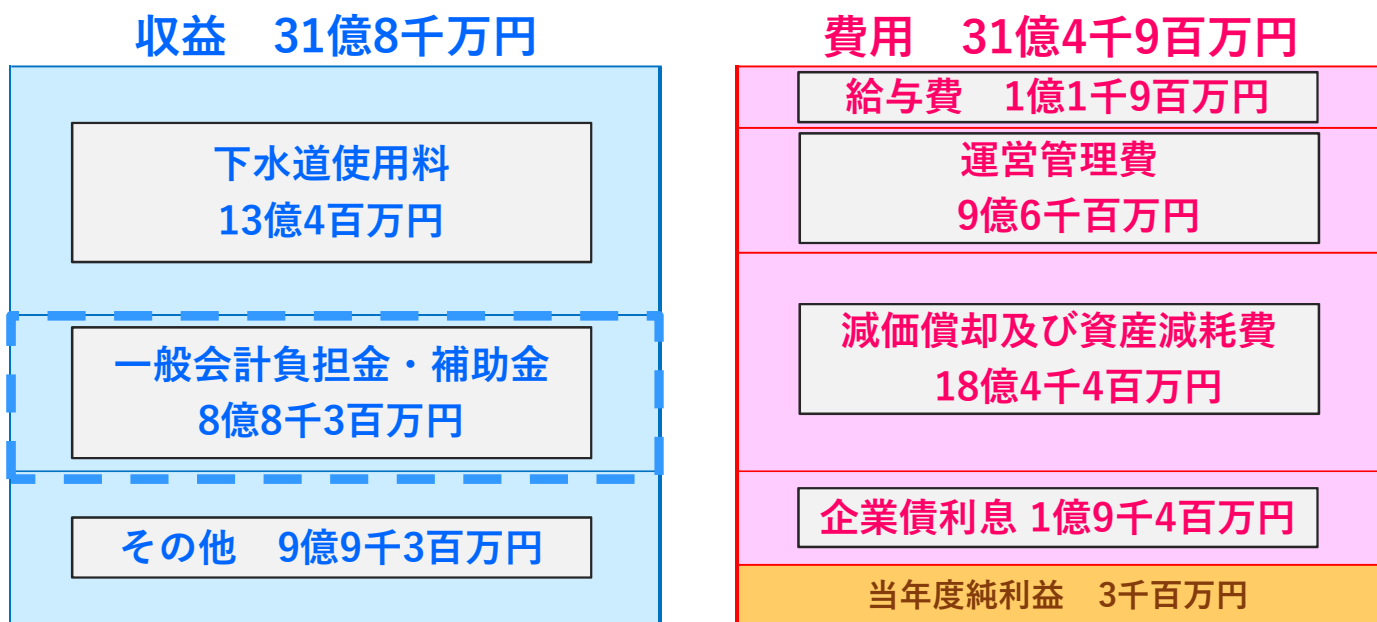 収益　31億8千万円
下水道使用料
13億4百万円
一般会計負担金・補助金
8億8千3百万円
その他　9億9千3百万円
費用　31億4千9百万円
給与費　1億1千9百万円
運営管理費
9億6千百万円
減価償却及び資産減耗費
18億4千4百万円
企業債利息 1億9千4百万円
当年度純利益　3千百万円